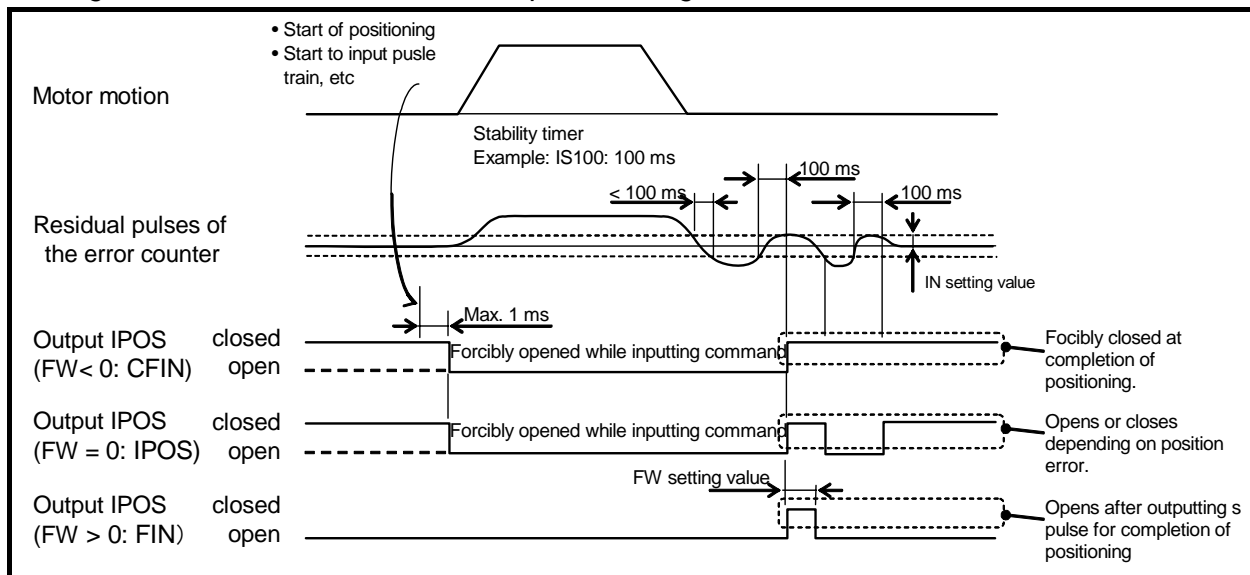 • Start of positioning
• Start to input pusle
train, etc
Motor motion
Stability timer
Example: IS100: 100 ms
100 ms
< 100 ms
100 ms
Residual pulses of
the error counter
IN setting value
Max. 1 ms
Output IPOS closed
(FW< 0: CFIN) open
Forcibly opened while inputting command
Focibly closed at
completion of
positioning.
Output IPOS closed
(FW = 0: IPOS) open
Forcibly opened while inputting command
Opens or closes
depending on position
error.
FW setting value
Output IPOS closed
(FW > 0: FIN) open
Opens after outputting s
pulse for completion of
positioning